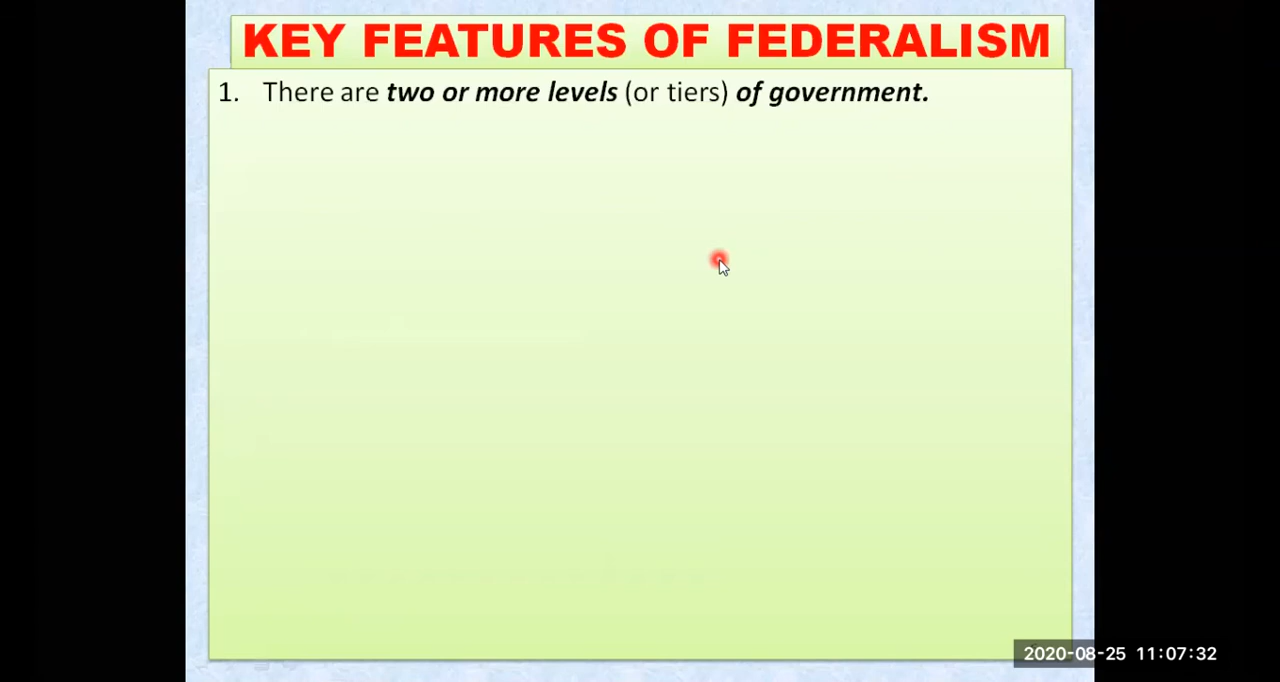 KEY FEATURES OF FEDERALISM
1. There are two or more levels (or tiers) of government.
2020-08-25 11:07:32